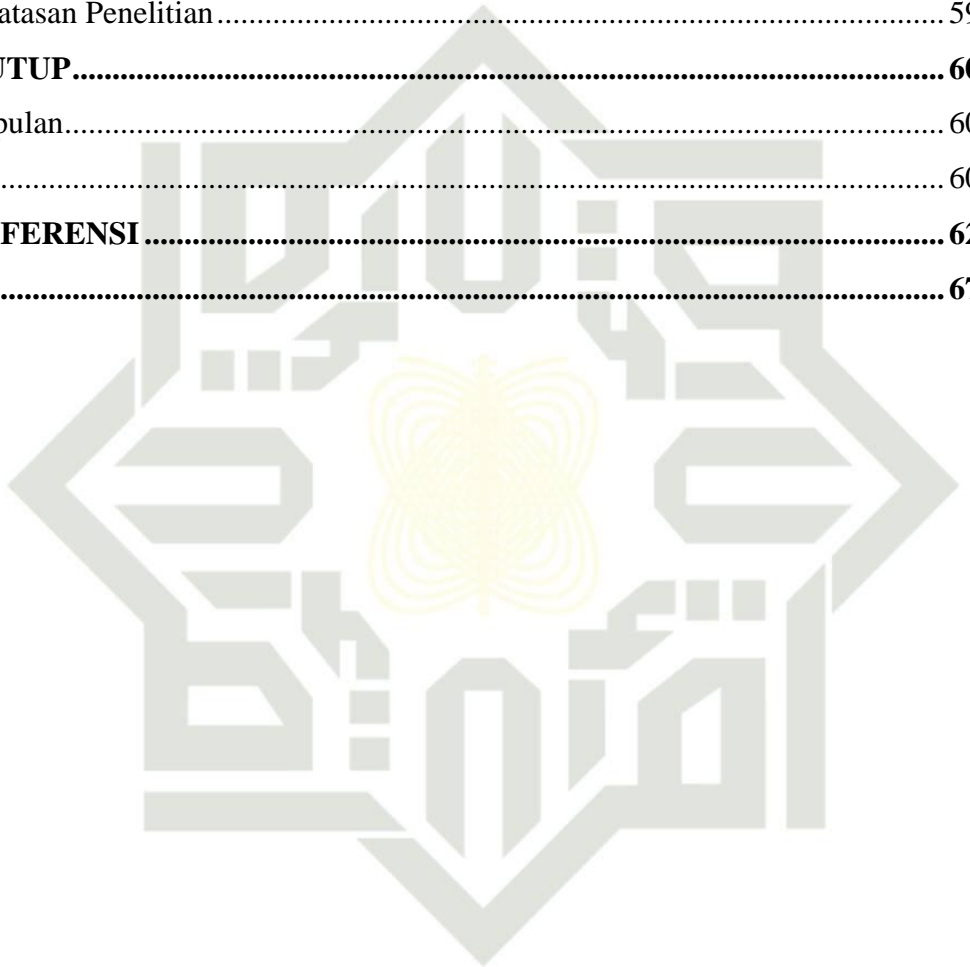 atasan Penelitian.......................................................................................... 59
UTUP.......................................................................................................... 60
pulan........................................................................................................... 60
................................................................................................................... 60
FERENSI.................................................................................................... 62
................................................................................................................... 67